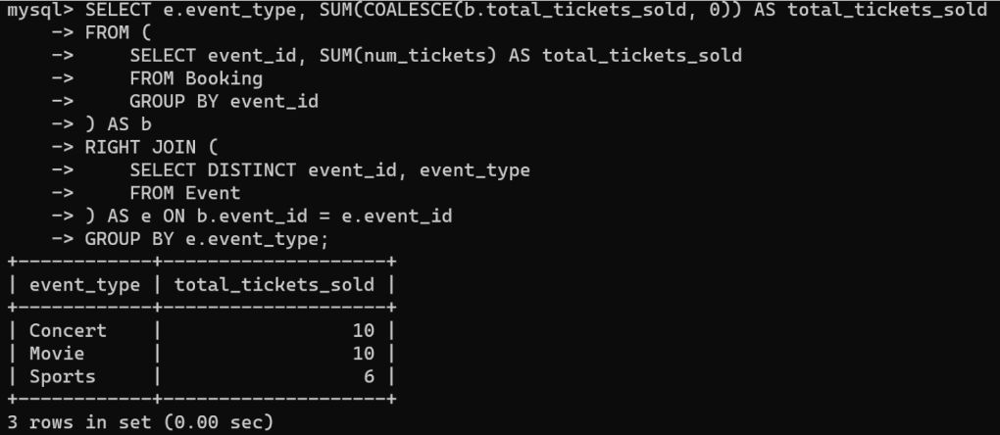 mysql> SELECT e.event_type, SUM(COALESCE(b.total_tickets_sold, 0)) AS total_tickets_sold
    -> FROM (
    ->     SELECT event_id, SUM(num_tickets) AS total_tickets_sold
    ->     FROM Booking
    ->     GROUP BY event_id
    -> ) AS b
    -> RIGHT JOIN (
    ->     SELECT DISTINCT event_id, event_type
    ->     FROM Event
    -> ) AS e ON b.event_id = e.event_id
    -> GROUP BY e.event_type;
+------------+--------------------+
| event_type | total_tickets_sold |
+------------+--------------------+
| Concert    |                 10 |
| Movie      |                 10 |
| Sports     |                  6 |
+------------+--------------------+
3 rows in set (0.00 sec)